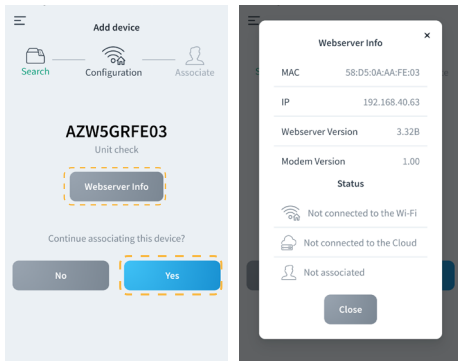 Add device
Search
Configuration
Associate
AZW5GRFE03
Unit check
Webserver Info
Continue associating this device?
No
Yes
Webserver Info
×
MAC 58:D5:0A:AA:FE:03
IP 192.168.40.63
Webserver Version 3.32B
Modem Version 1.00
Status
Not connected to the Wi-Fi
Not connected to the Cloud
Not associated
Close